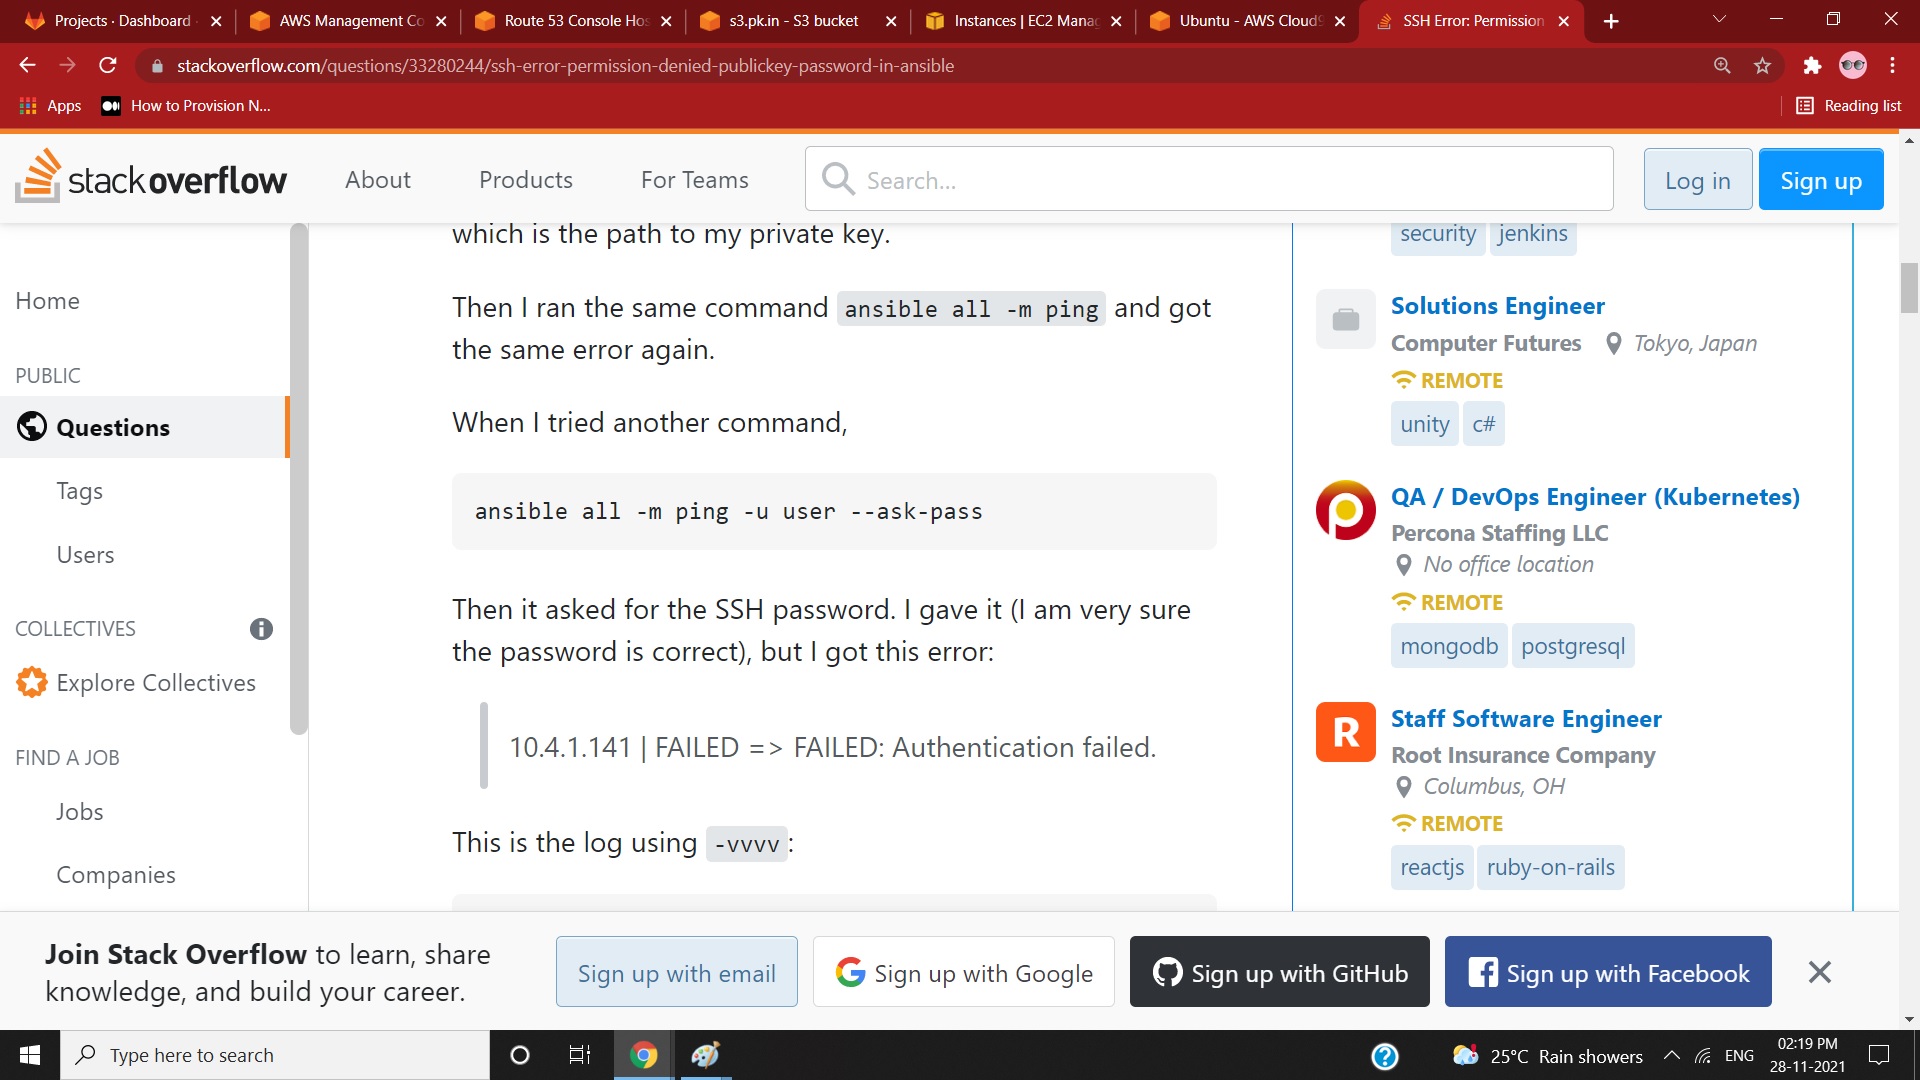 Projects · Dashboard
AWS Management Co
Route 53 Console Hos
s3.pk.in - S3 bucket
Instances | EC2 Manag
Ubuntu - AWS Cloud9
SSH Error: Permission
stackoverflow.com/questions/33280244/ssh-error-permission-denied-publickey-password-in-ansible
Apps
How to Provision N...
Reading list
stackoverflow
About
Products
For Teams
Search...
Log in
Sign up
Home
PUBLIC
Questions
Tags
Users
COLLECTIVES
Explore Collectives
FIND A JOB
Jobs
Companies
which is the path to my private key.
Then I ran the same command ansible all -m ping and got
the same error again.
When I tried another command,
ansible all -m ping -u user --ask-pass
Then it asked for the SSH password. I gave it (I am very sure
the password is correct), but I got this error:
10.4.1.141 | FAILED => FAILED: Authentication failed.
This is the log using -vvvv:
security jenkins
Solutions Engineer
Computer Futures Tokyo, Japan
REMOTE
unity c#
QA / DevOps Engineer (Kubernetes)
Percona Staffing LLC
No office location
REMOTE
mongodb postgresql
R
Staff Software Engineer
Root Insurance Company
Columbus, OH
REMOTE
reactjs ruby-on-rails
Join Stack Overflow to learn, share
knowledge, and build your career.
Sign up with email
Sign up with Google
Sign up with GitHub
Sign up with Facebook
Type here to search
25°C Rain showers
ENG
02:19 PM
28-11-2021